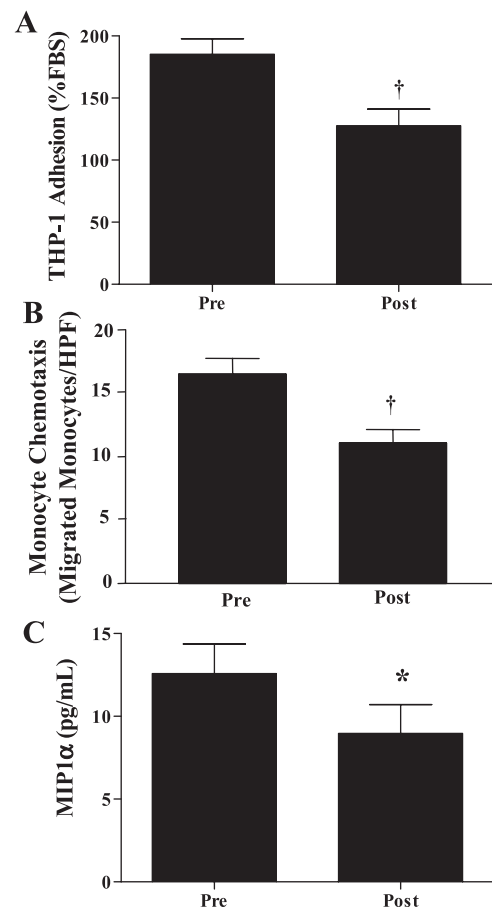 A
THP-1 Adhesion (%FBS)
200
150
100
50
0
†
Pre
Post
B
Monocyte Chemotaxis
(Migrated Monocytes/HPF)
20
15
10
5
0
†
Pre
Post
C
MIP1α (pg/mL)
15
10
5
0
*
Pre
Post